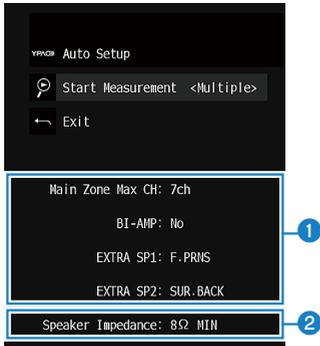 YPAO Auto Setup
Start Measurement <Multiple>
Exit
Main Zone Max CH: 7ch
BI-AMP: No
EXTRA SP1: F.PRNS
EXTRA SP2: SUR.BACK
1
Speaker Impedance: 8Ω MIN
2